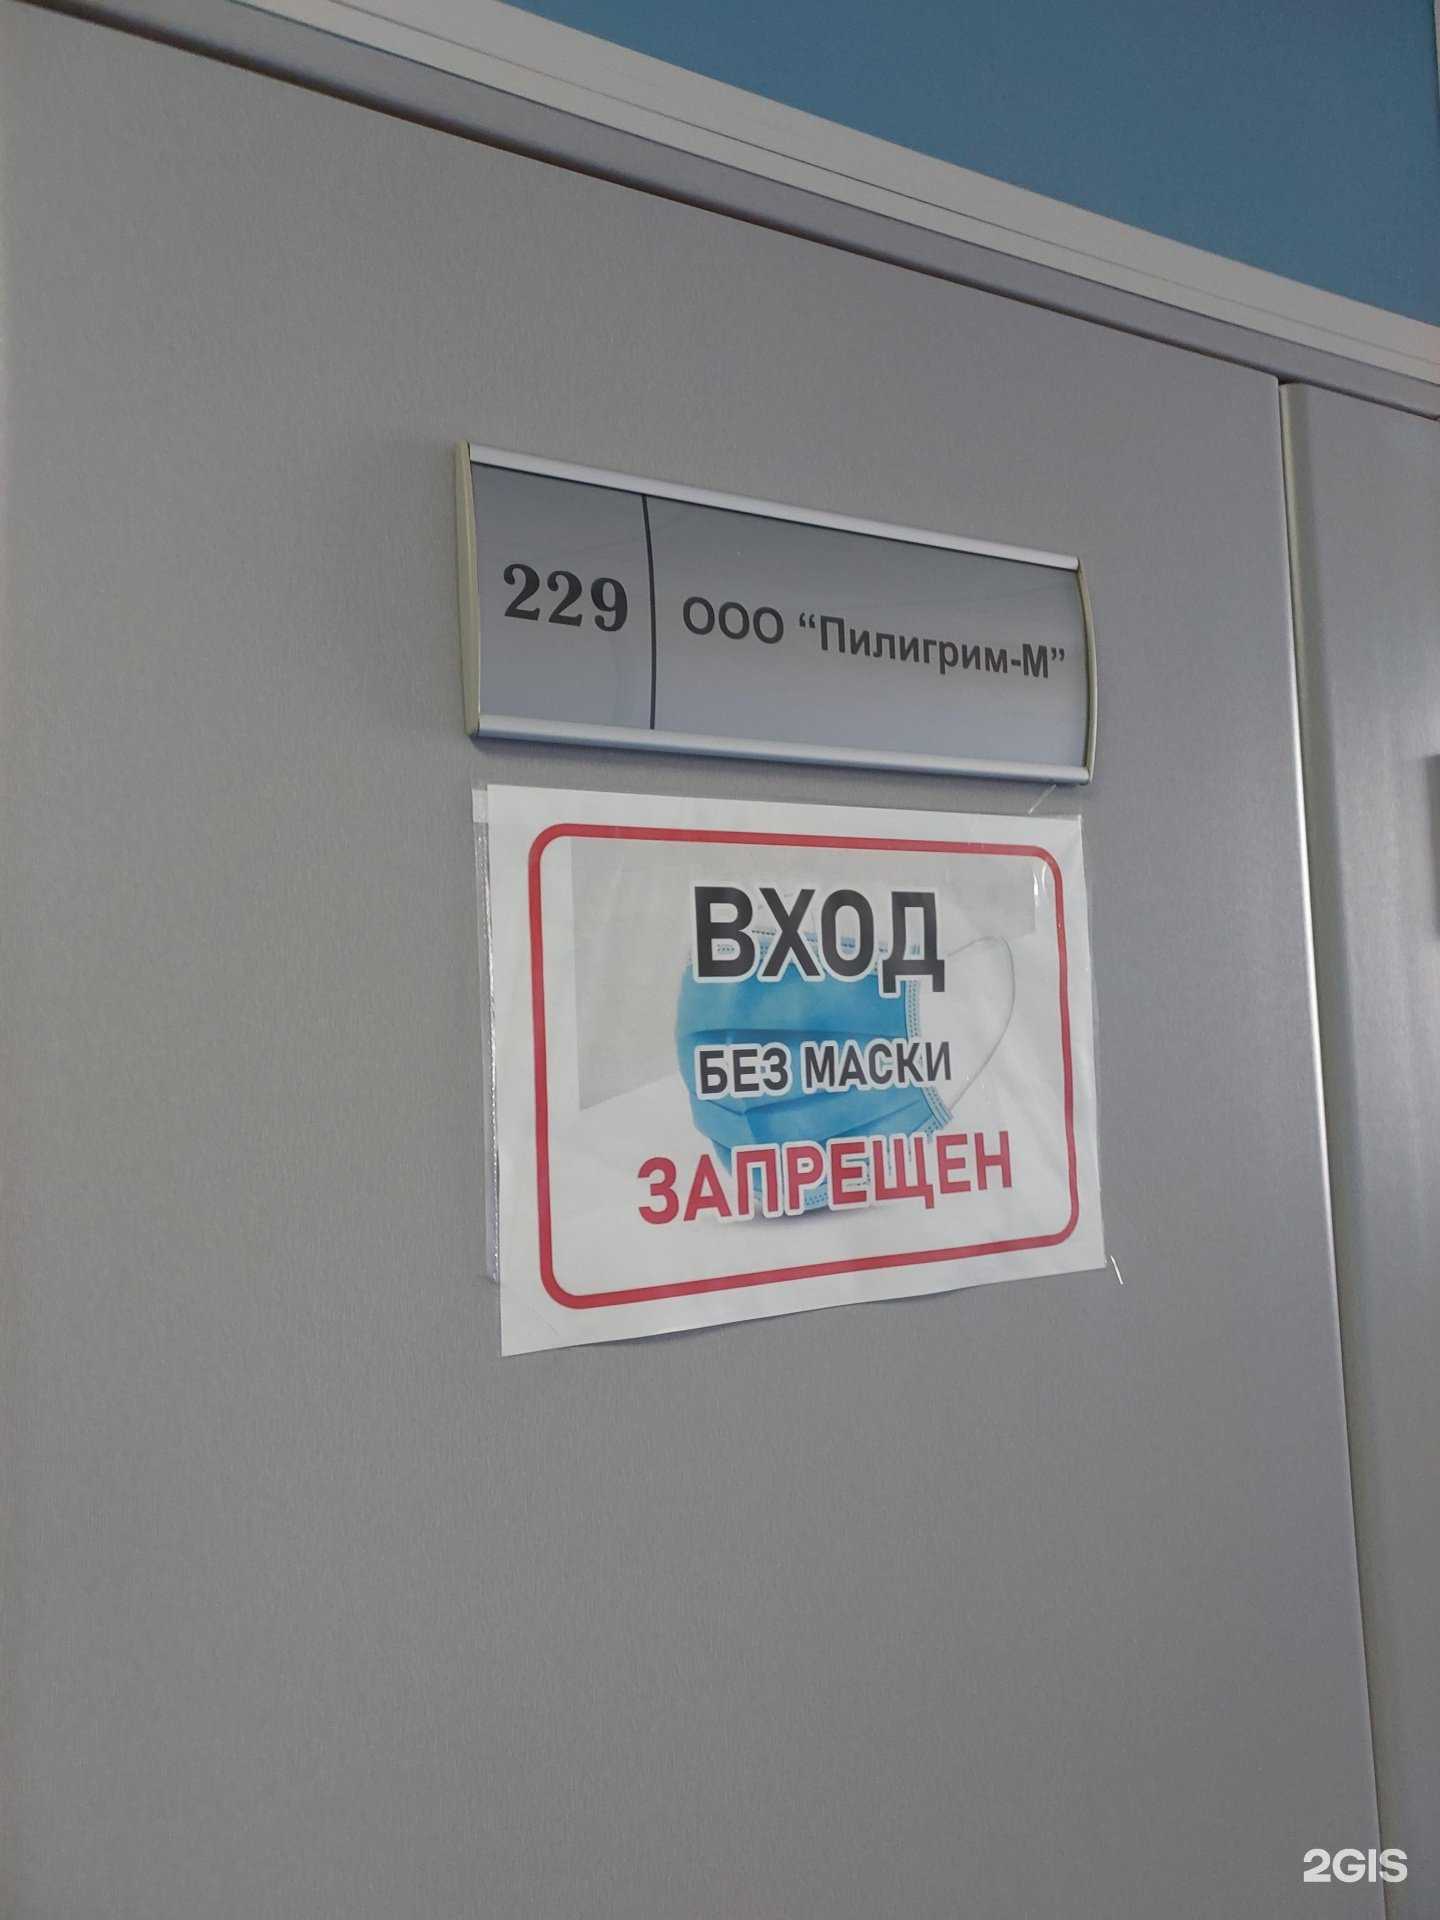 229
ООО “Пилигрим-М”
ВХОД
БЕЗ МАСКИ
ЗАПРЕЩЕН
2GIS